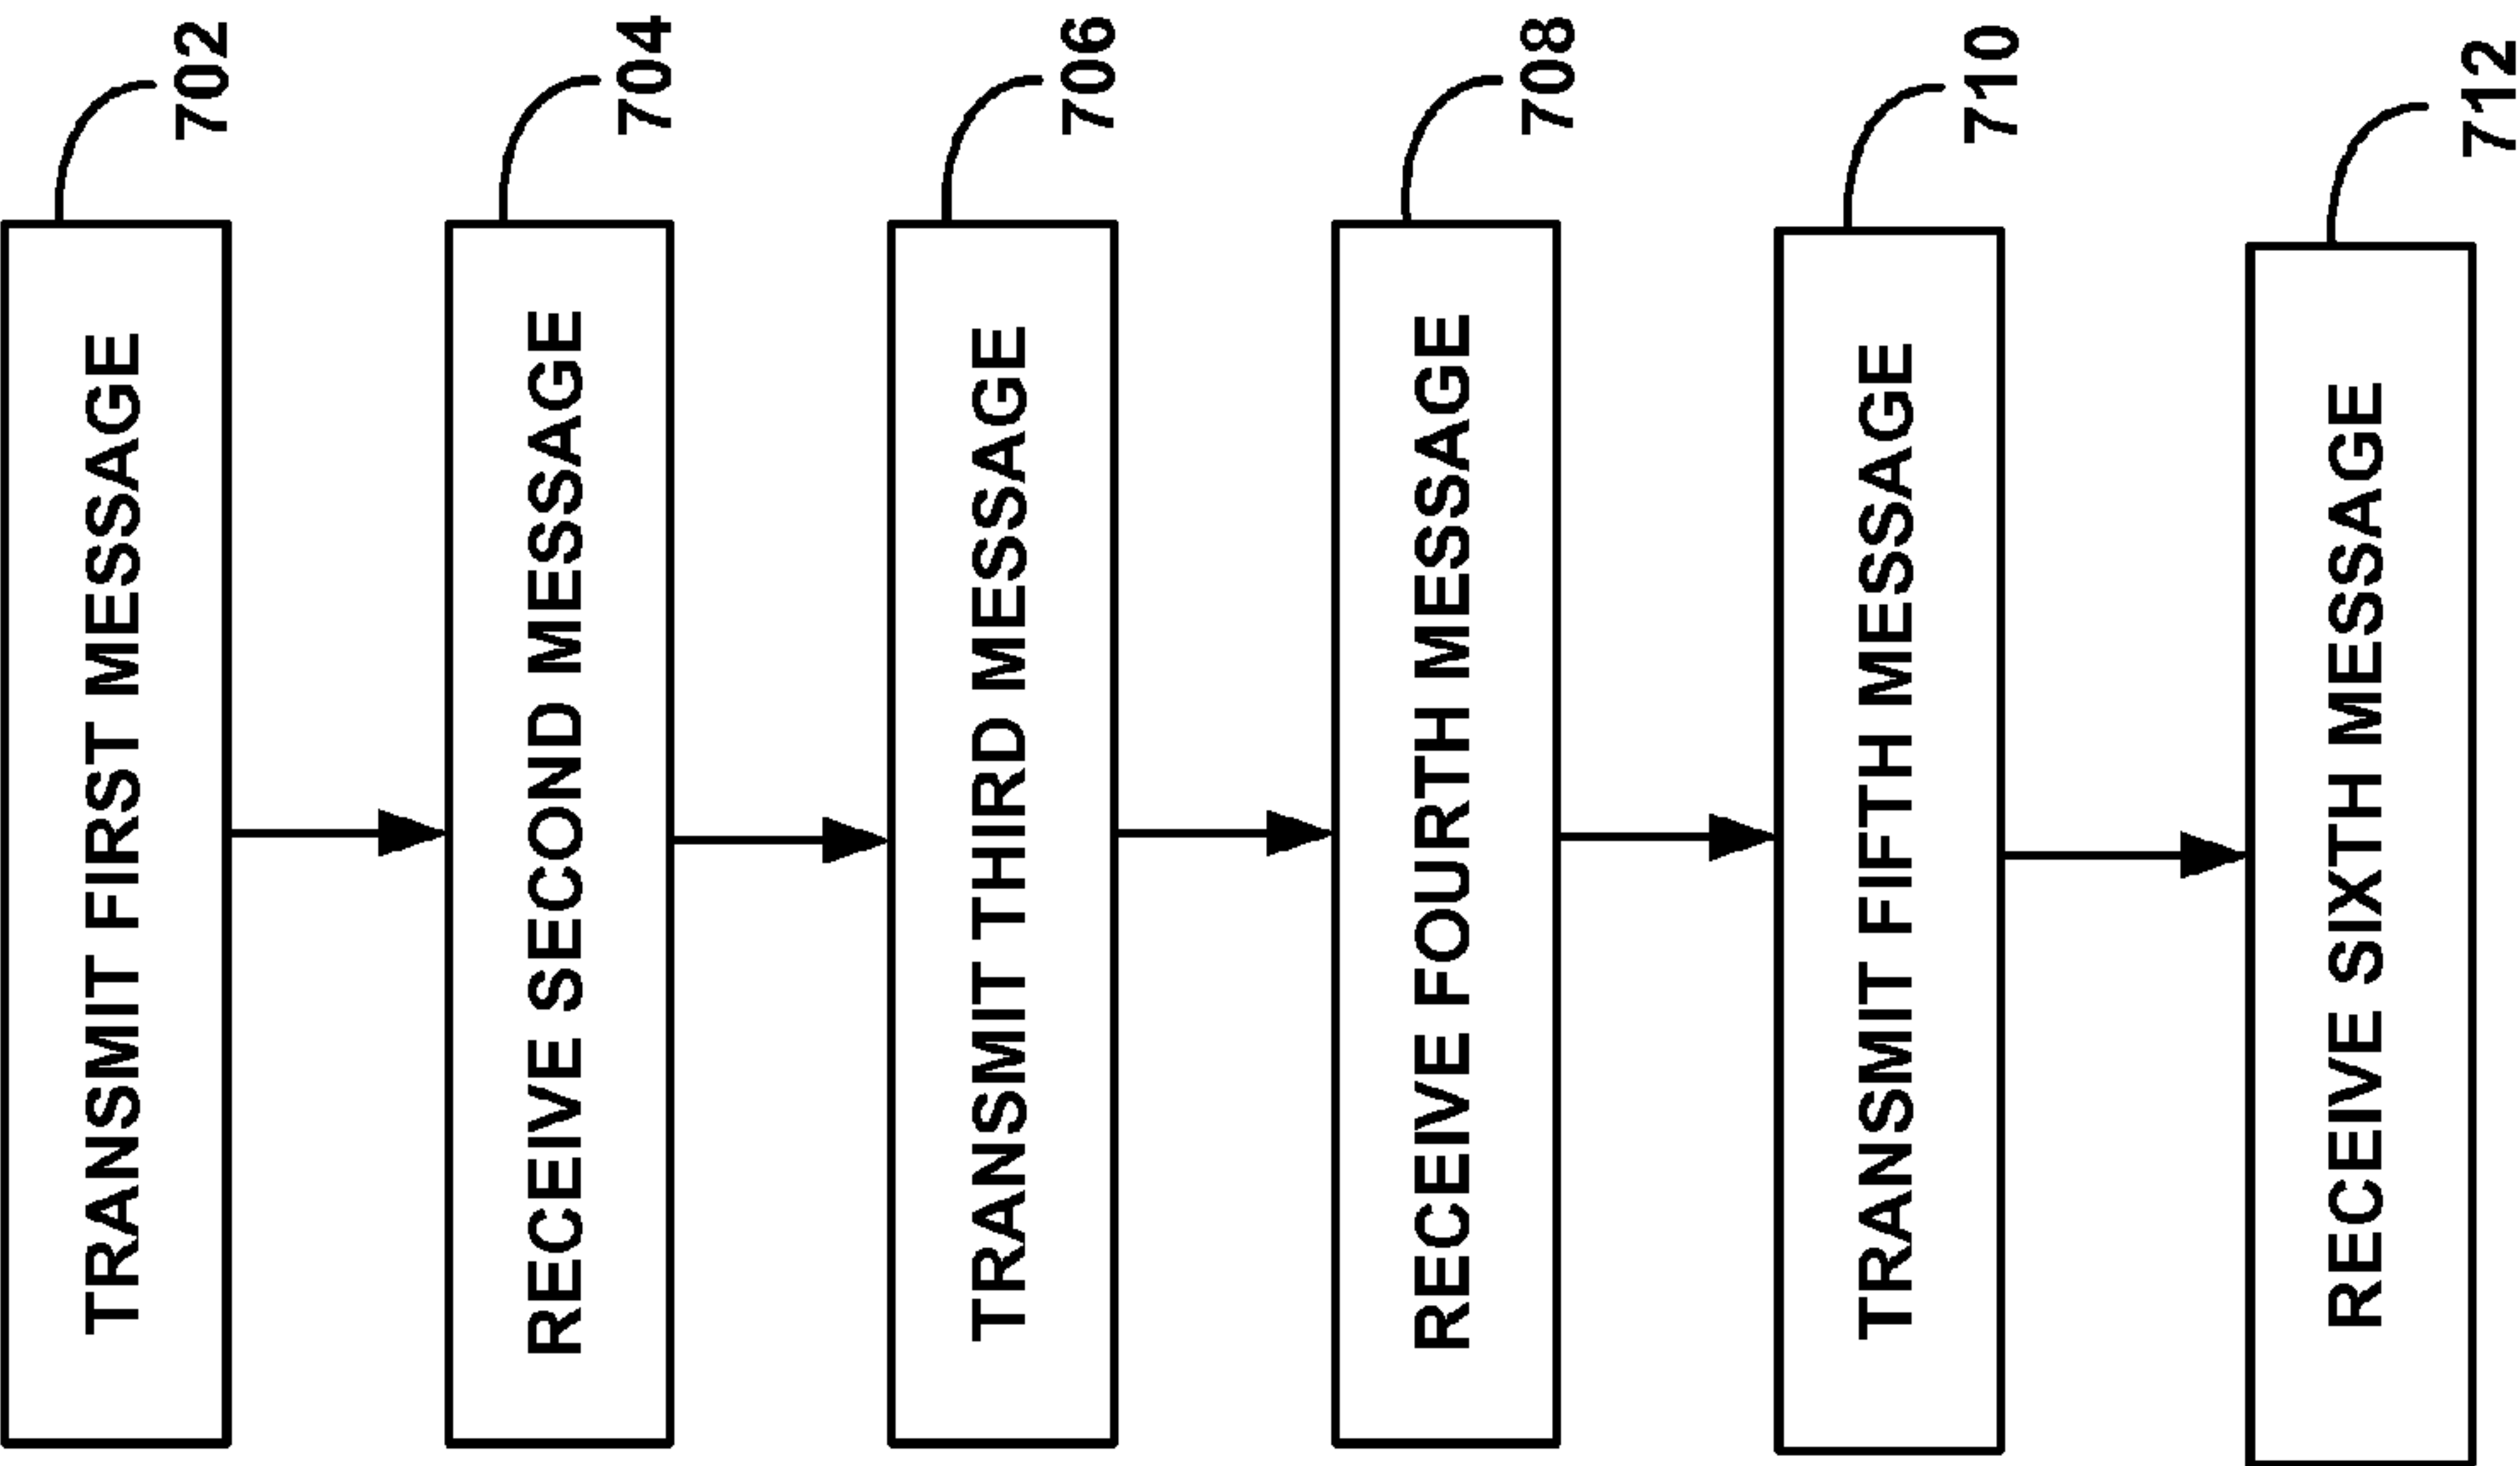 TRANSMIT FIRST MESSAGE
702
RECEIVE SECOND MESSAGE
704
TRANSMIT THIRD MESSAGE
706
RECEIVE FOURTH MESSAGE
708
TRANSMIT FIFTH MESSAGE
710
RECEIVE SIXTH MESSAGE
712